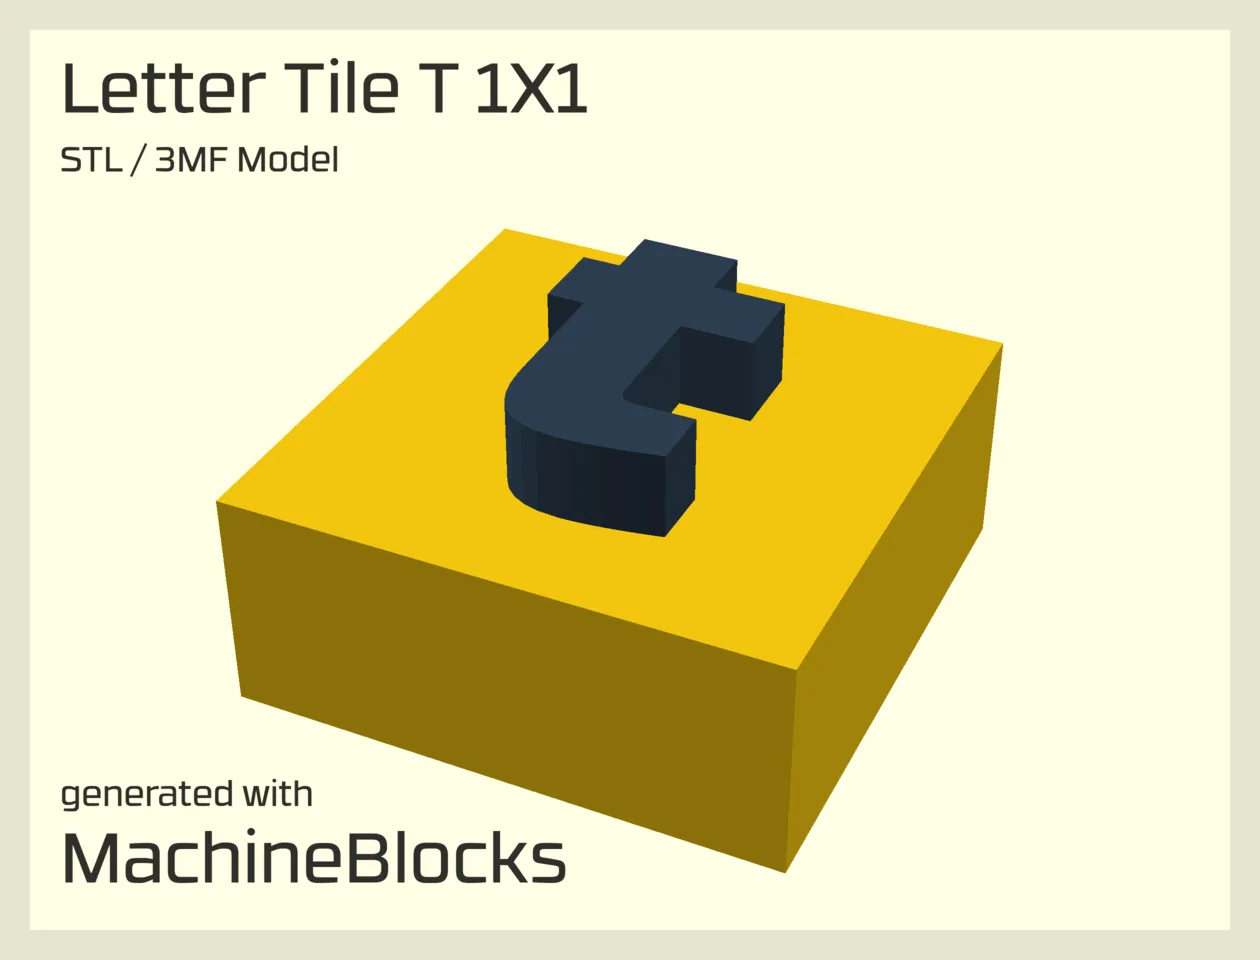 Letter Tile T 1X1
STL / 3MF Model
t
generated with
MachineBlocks